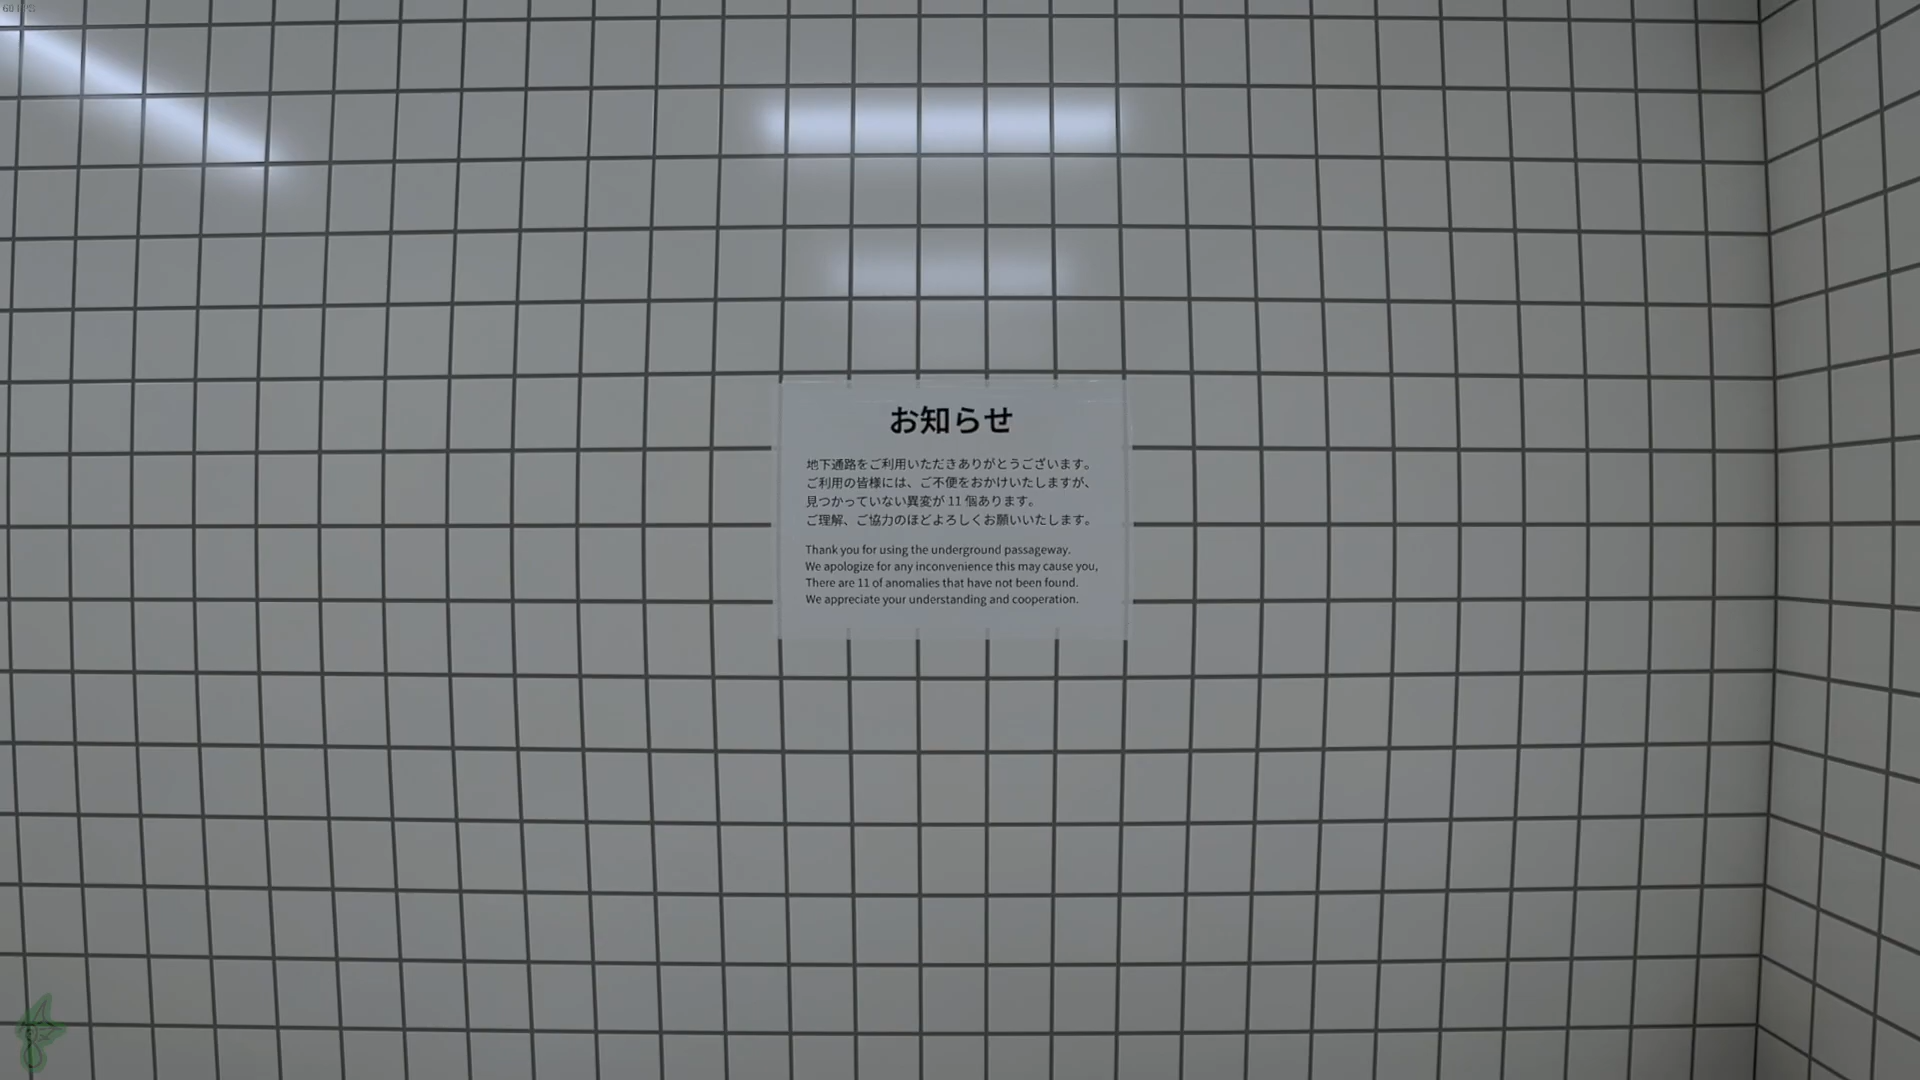 60 FPS
お知らせ
地下通路をご利用いただきありがとうございます。
ご利用の皆様には、ご不便をおかけいたしますが、
見つかっていない異変が 11 個あります。
ご理解、ご協力のほどよろしくお願いいたします。
Thank you for using the underground passageway.
We apologize for any inconvenience this may cause you,
There are 11 of anomalies that have not been found.
We appreciate your understanding and cooperation.